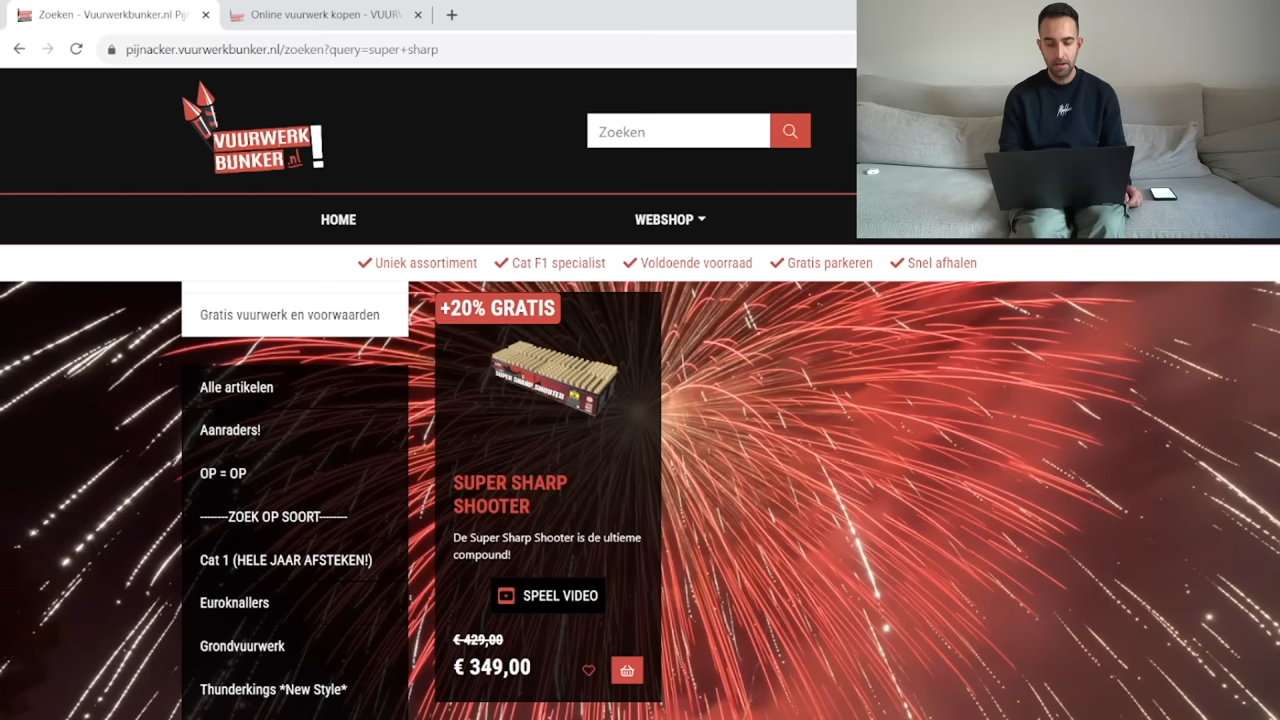 Zoeken - Vuurwerkbunker.nl Pij
Online vuurwerk kopen - VUUR
pijnacker.vuurwerkbunker.nl/zoeken?query=super+sharp
VUURWERK
BUNKER.nl!
Zoeken
HOME
WEBSHOP
Uniek assortiment
Cat F1 specialist
Voldoende voorraad
Gratis parkeren
Snel afhalen
Gratis vuurwerk en voorwaarden
+20% GRATIS
SUPER SHARP SHOOTER
Alle artikelen
Aanraders!
OP = OP
-------ZOEK OP SOORT-------
Cat 1 (HELE JAAR AFSTEKEN!)
Euroknallers
Grondvuurwerk
Thunderkings *New Style*
SUPER SHARP
SHOOTER
De Super Sharp Shooter is de ultieme
compound!
SPEEL VIDEO
€ 429,00
€ 349,00